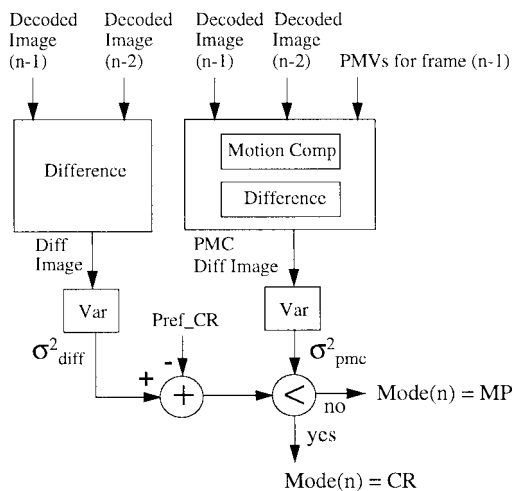 Decoded Image (n-1)
Decoded Image (n-2)
Decoded Image (n-1)
Decoded Image (n-2)
PMVs for frame (n-1)
Difference
Motion Comp
Difference
Diff Image
PMC Diff Image
Var
Var
Pref_CR
σ²diff
σ²pmc
-
+
+
<
no
Mode(n) = MP
yes
Mode(n) = CR